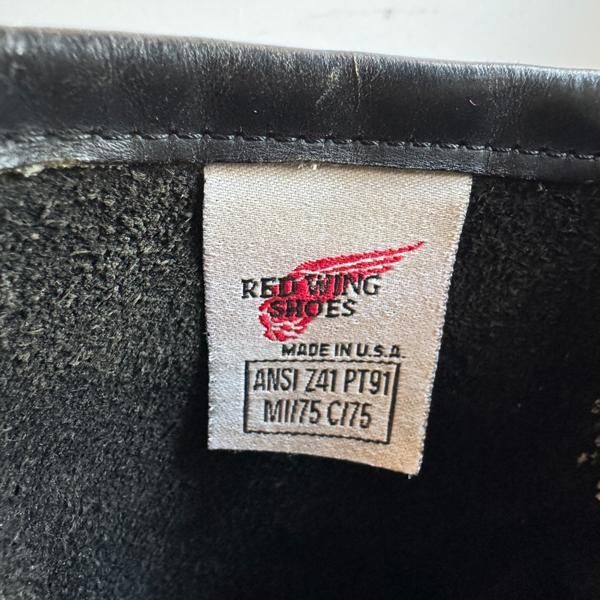 RED WING
SHOES
MADE IN U.S.A.
ANSI Z41 PT91
MI/75 C/75